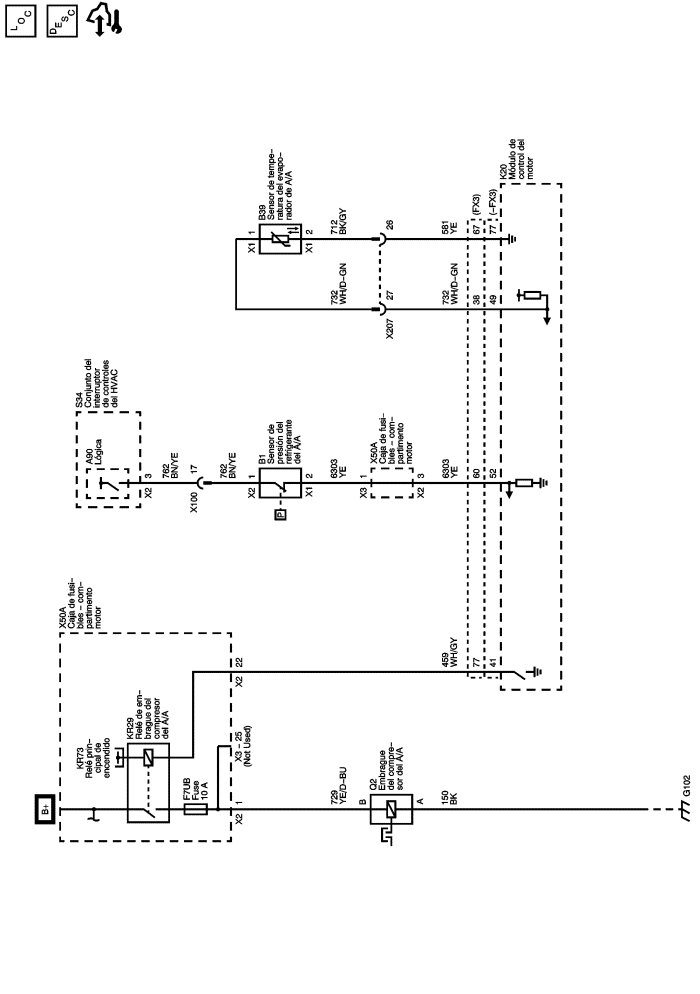 LOC
DESC
B+
X50A
Caja de fusi-
bles - com-
partimento
motor
KR73
Relé prin-
cipal de
encendido
KR29
Relé de em-
brague del
compresor
del A/A
F7UB
Fuse
10 A
X2 1
X3 - 25
(Not Used)
X2 22
729
YE/D-BU
Q2
Embrague
del compre-
sor del A/A
B
A
150
BK
G102
459
WH/GY
77
41
S34
Conjunto del
interruptor
de controles
del HVAC
A90
Lógica
X2 3
762
BN/YE
X100
17
762
BN/YE
X2 1
B1
Sensor de
presión del
refrigerante
del A/A
P
X1 2
6303
YE
X3 1
X50A
Caja de fusi-
bles - com-
partimento
motor
X2 3
6303
YE
60
52
B39
Sensor de tempe-
ratura del evapo-
rador de A/A
X1 1
X1 2
712
BK/GY
26
581
YE
67 (FX3)
77 (-FX3)
732
WH/D-GN
27
X207
732
WH/D-GN
38
49
K20
Módulo de
control del
motor